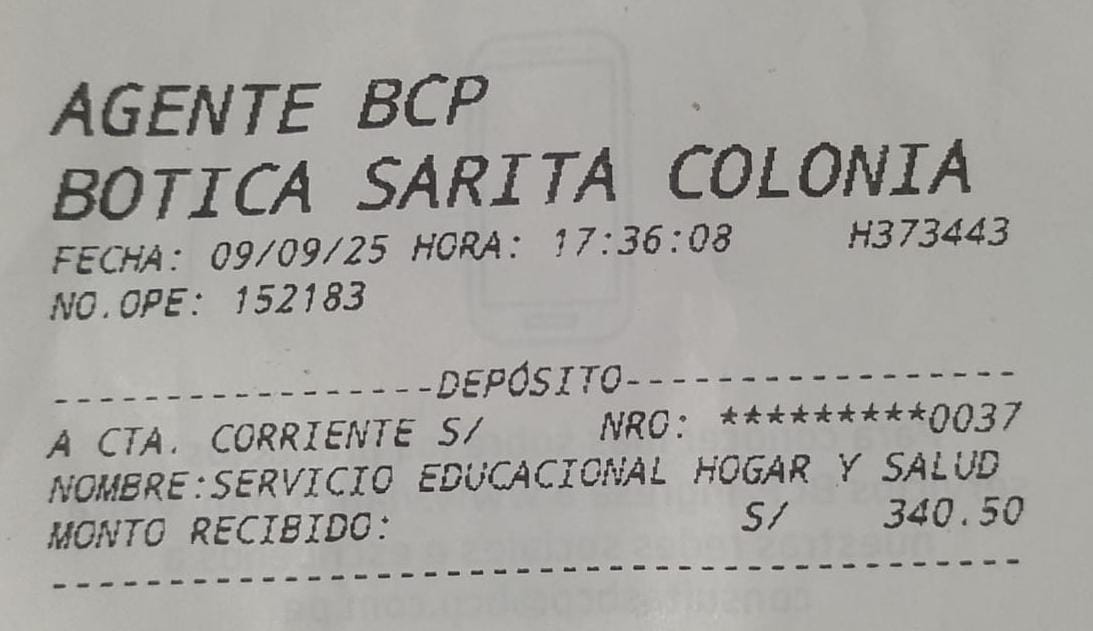 AGENTE BCP
BOTICA SARITA COLONIA
FECHA: 09/09/25 HORA: 17:36:08 H373443
NO.OPE: 152183
-----------------DEPÓSITO-----------------
A CTA. CORRIENTE S/ NRO: *********0037
NOMBRE:SERVICIO EDUCACIONAL HOGAR Y SALUD
MONTO RECIBIDO: S/ 340.50